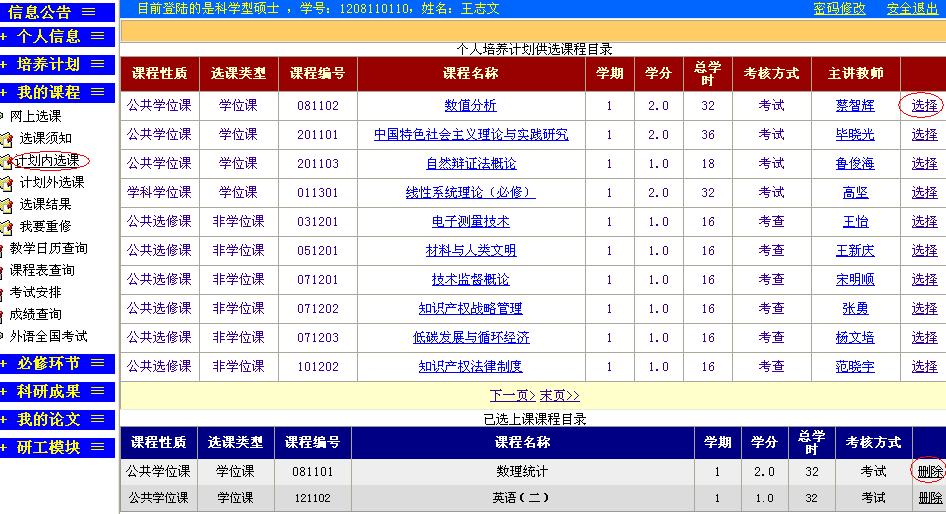 目前登陆的是科学型硕士 ，学号：1208110110，姓名：王志文 密码修改 安全退出
信息公告
+ 个人信息
+ 培养计划
+ 我的课程
网上选课
选课须知
计划内选课
计划外选课
选课结果
我要重修
教学日历查询
课程表查询
考试安排
成绩查询
外语全国考试
+ 必修环节
+ 科研成果
+ 我的论文
+ 研工模块
个人培养计划供选课程目录
课程性质 选课类型 课程编号 课程名称 学期 学分 总学时 考核方式 主讲教师
公共学位课 学位课 081102 数值分析 1 2.0 32 考试 蔡智辉 选择
公共学位课 学位课 201101 中国特色社会主义理论与实践研究 1 2.0 36 考试 毕晓光 选择
公共学位课 学位课 201103 自然辩证法概论 1 1.0 18 考试 鲁俊海 选择
学科学位课 学位课 011301 线性系统理论（必修） 1 2.0 32 考试 高坚 选择
公共选修课 非学位课 031201 电子测量技术 1 1.0 16 考查 王怡 选择
公共选修课 非学位课 051201 材料与人类文明 1 1.0 16 考查 王新庆 选择
公共选修课 非学位课 071201 技术监督概论 1 1.0 16 考查 宋明顺 选择
公共选修课 非学位课 071202 知识产权战略管理 1 1.0 16 考查 张勇 选择
公共选修课 非学位课 071203 低碳发展与循环经济 1 1.0 16 考查 杨文培 选择
公共选修课 非学位课 101202 知识产权法律制度 1 1.0 16 考查 范晓宇 选择
下一页> 末页>>
已选上课课程目录
课程性质 选课类型 课程编号 课程名称 学期 学分 总学时 考核方式
公共学位课 学位课 081101 数理统计 1 2.0 32 考试 删除
公共学位课 学位课 121102 英语（二） 1 1.0 32 考试 删除